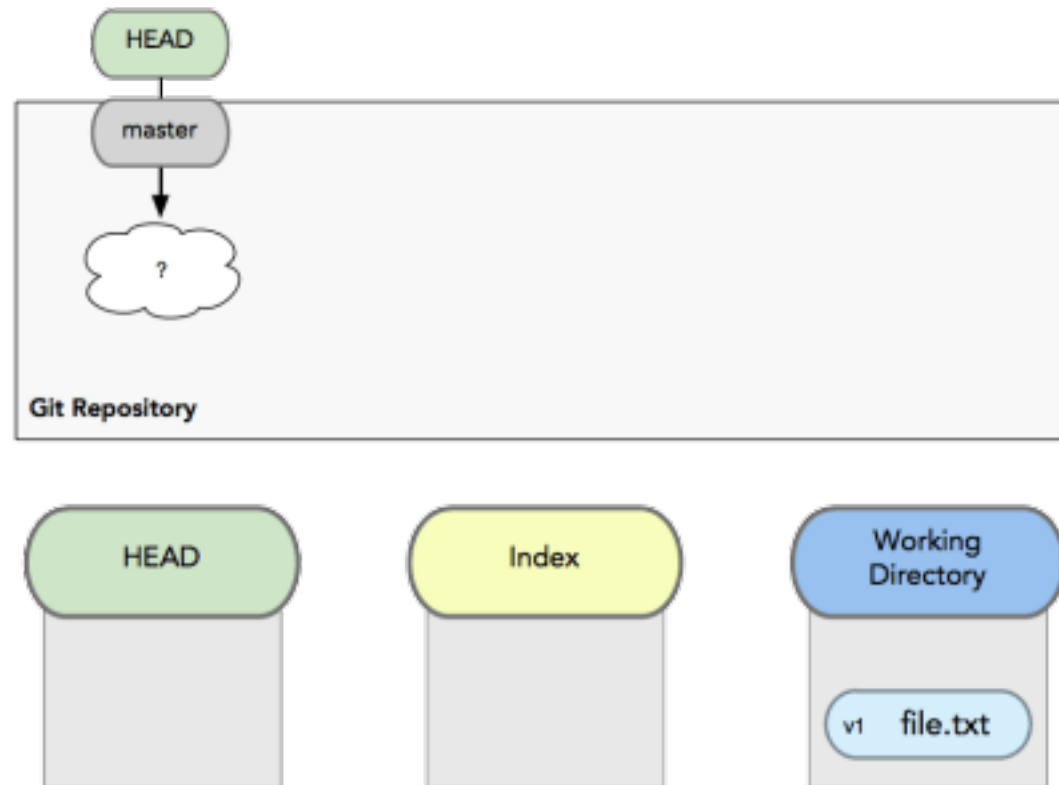 HEAD
master
?
Git Repository
HEAD
Index
Working
Directory
v1 file.txt